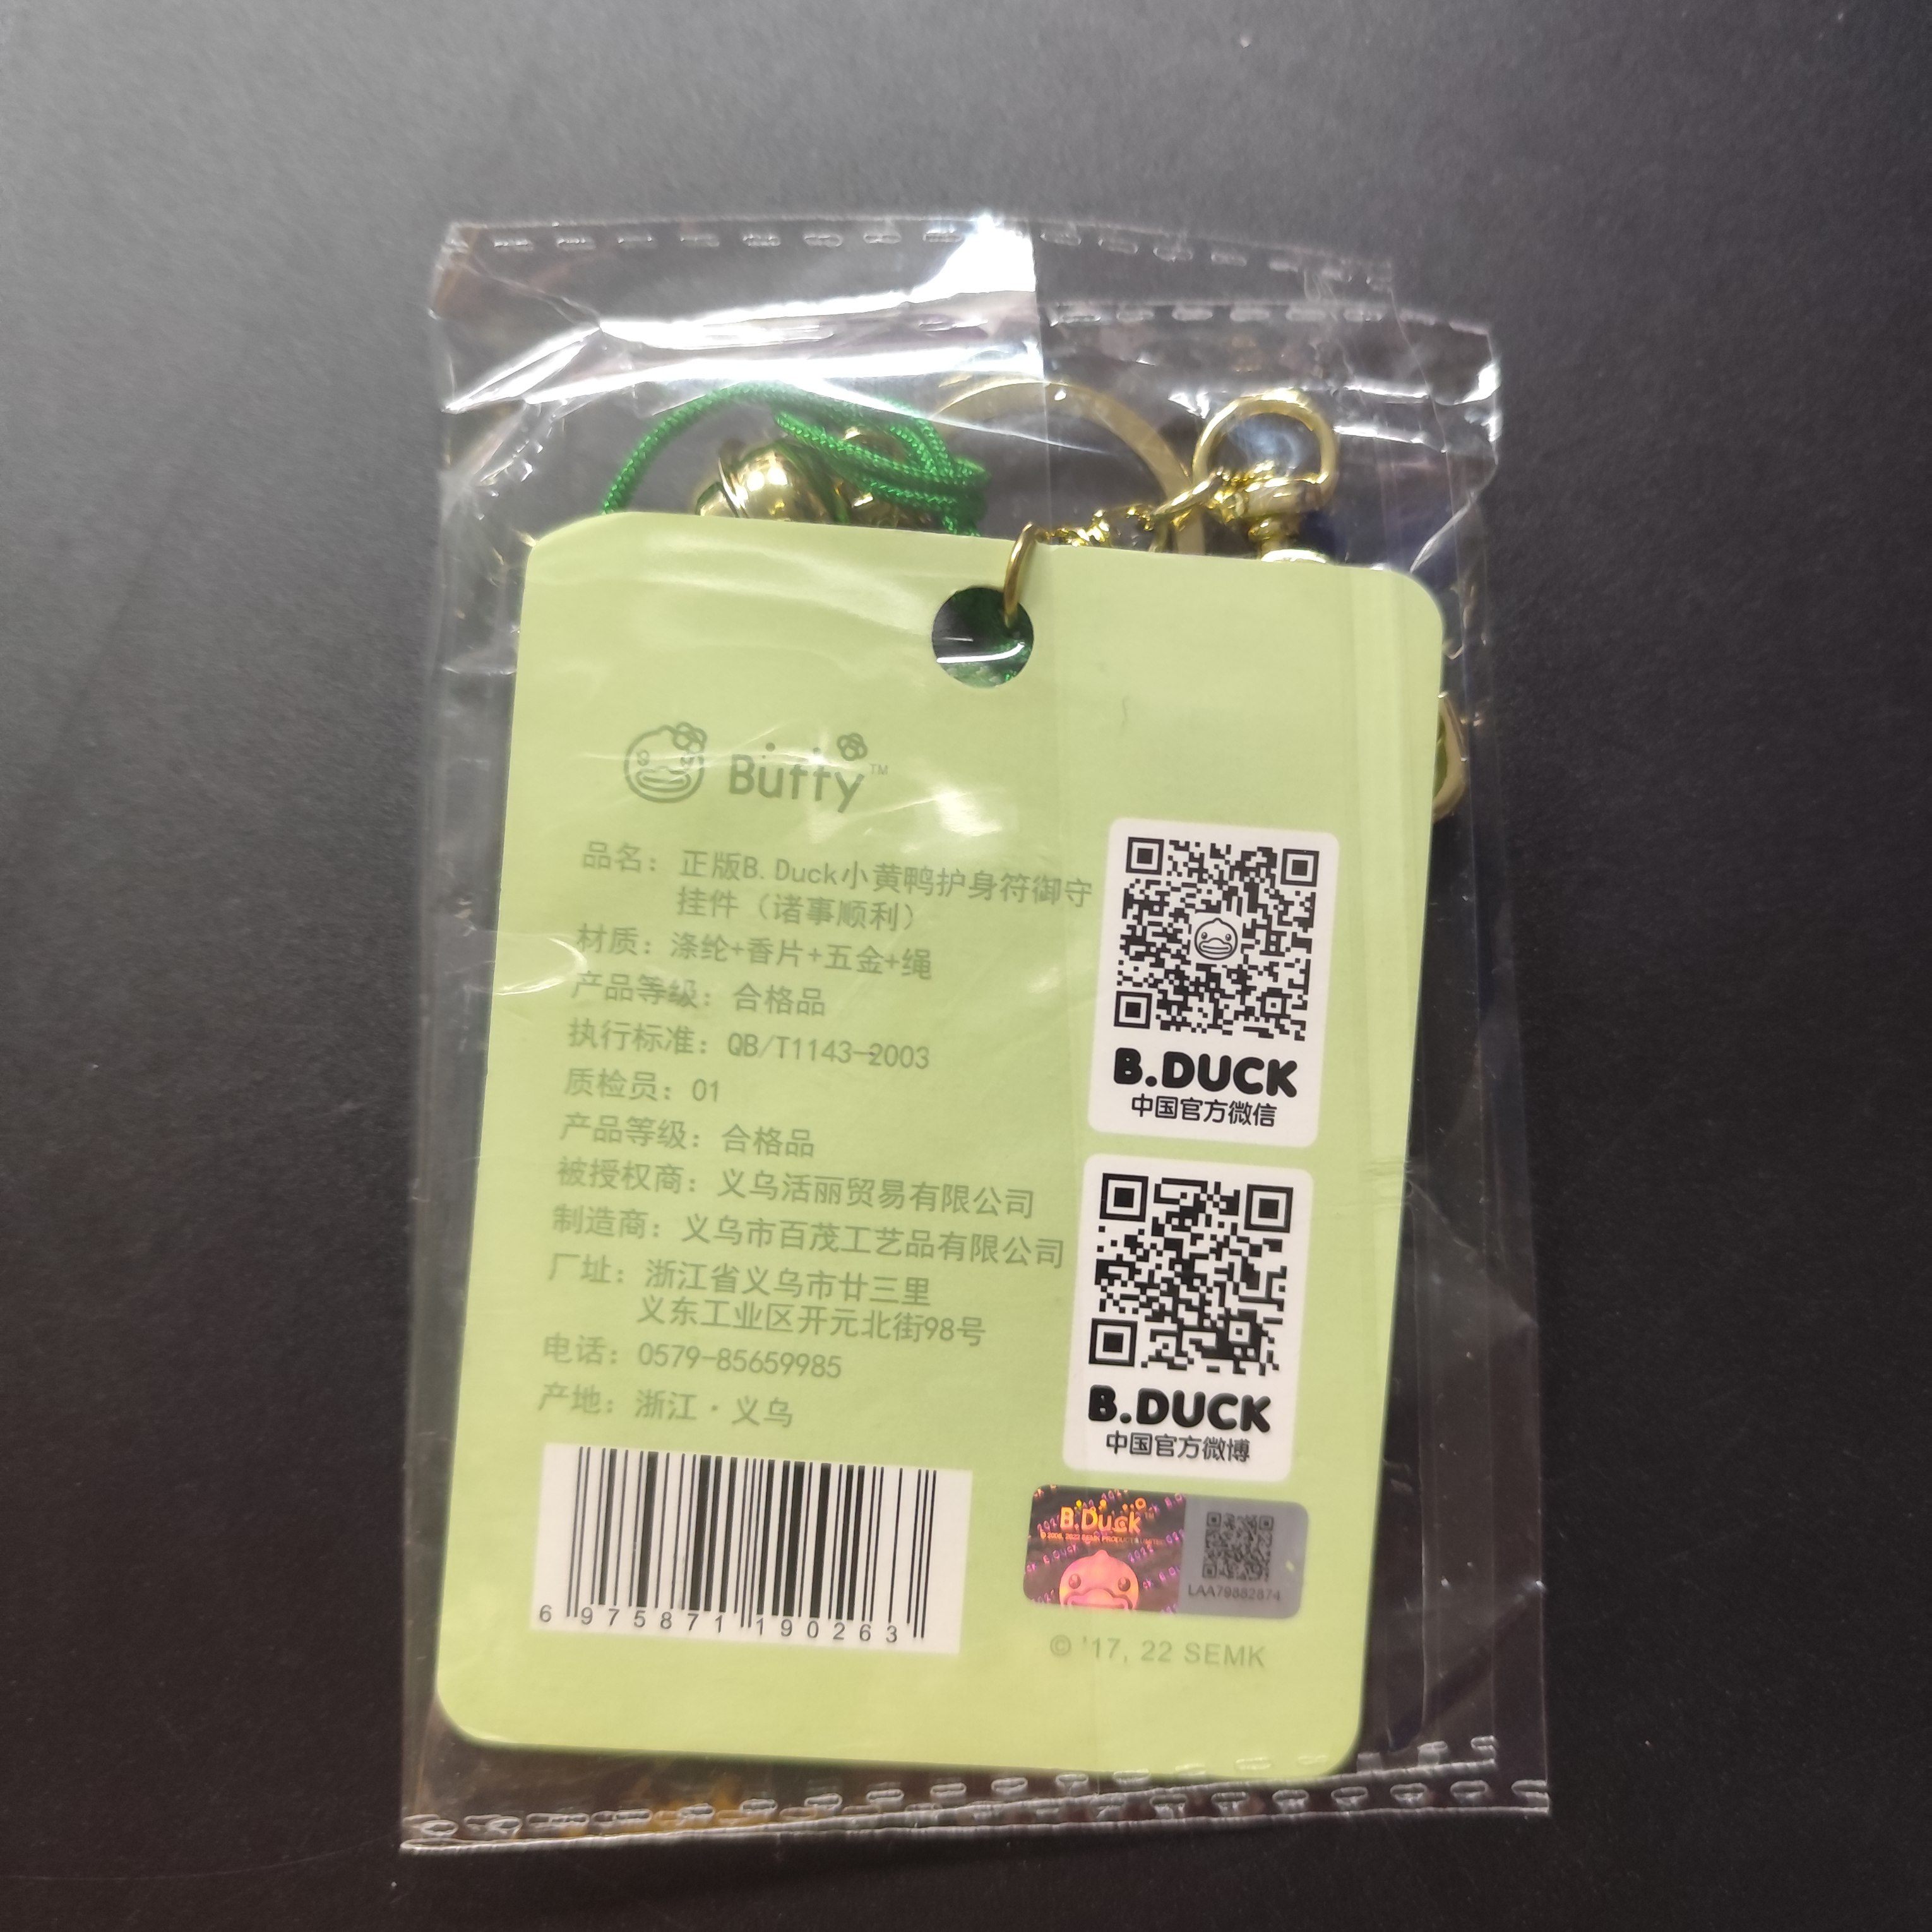 Buffy™
品名：正版B.Duck小黄鸭护身符御守
挂件（诸事顺利）
材质：涤纶+香片+五金+绳
产品等级：合格品
执行标准：QB/T1143-2003
质检员：01
产品等级：合格品
被授权商：义乌活丽贸易有限公司
制造商：义乌市百茂工艺品有限公司
厂址：浙江省义乌市廿三里
义东工业区开元北街98号
电话：0579-85659985
产地：浙江·义乌
6 975871 190263
B.DUCK
中国官方微信
B.DUCK
中国官方微博
B.Duck
LAA79882874
© '17, 22 SEMK